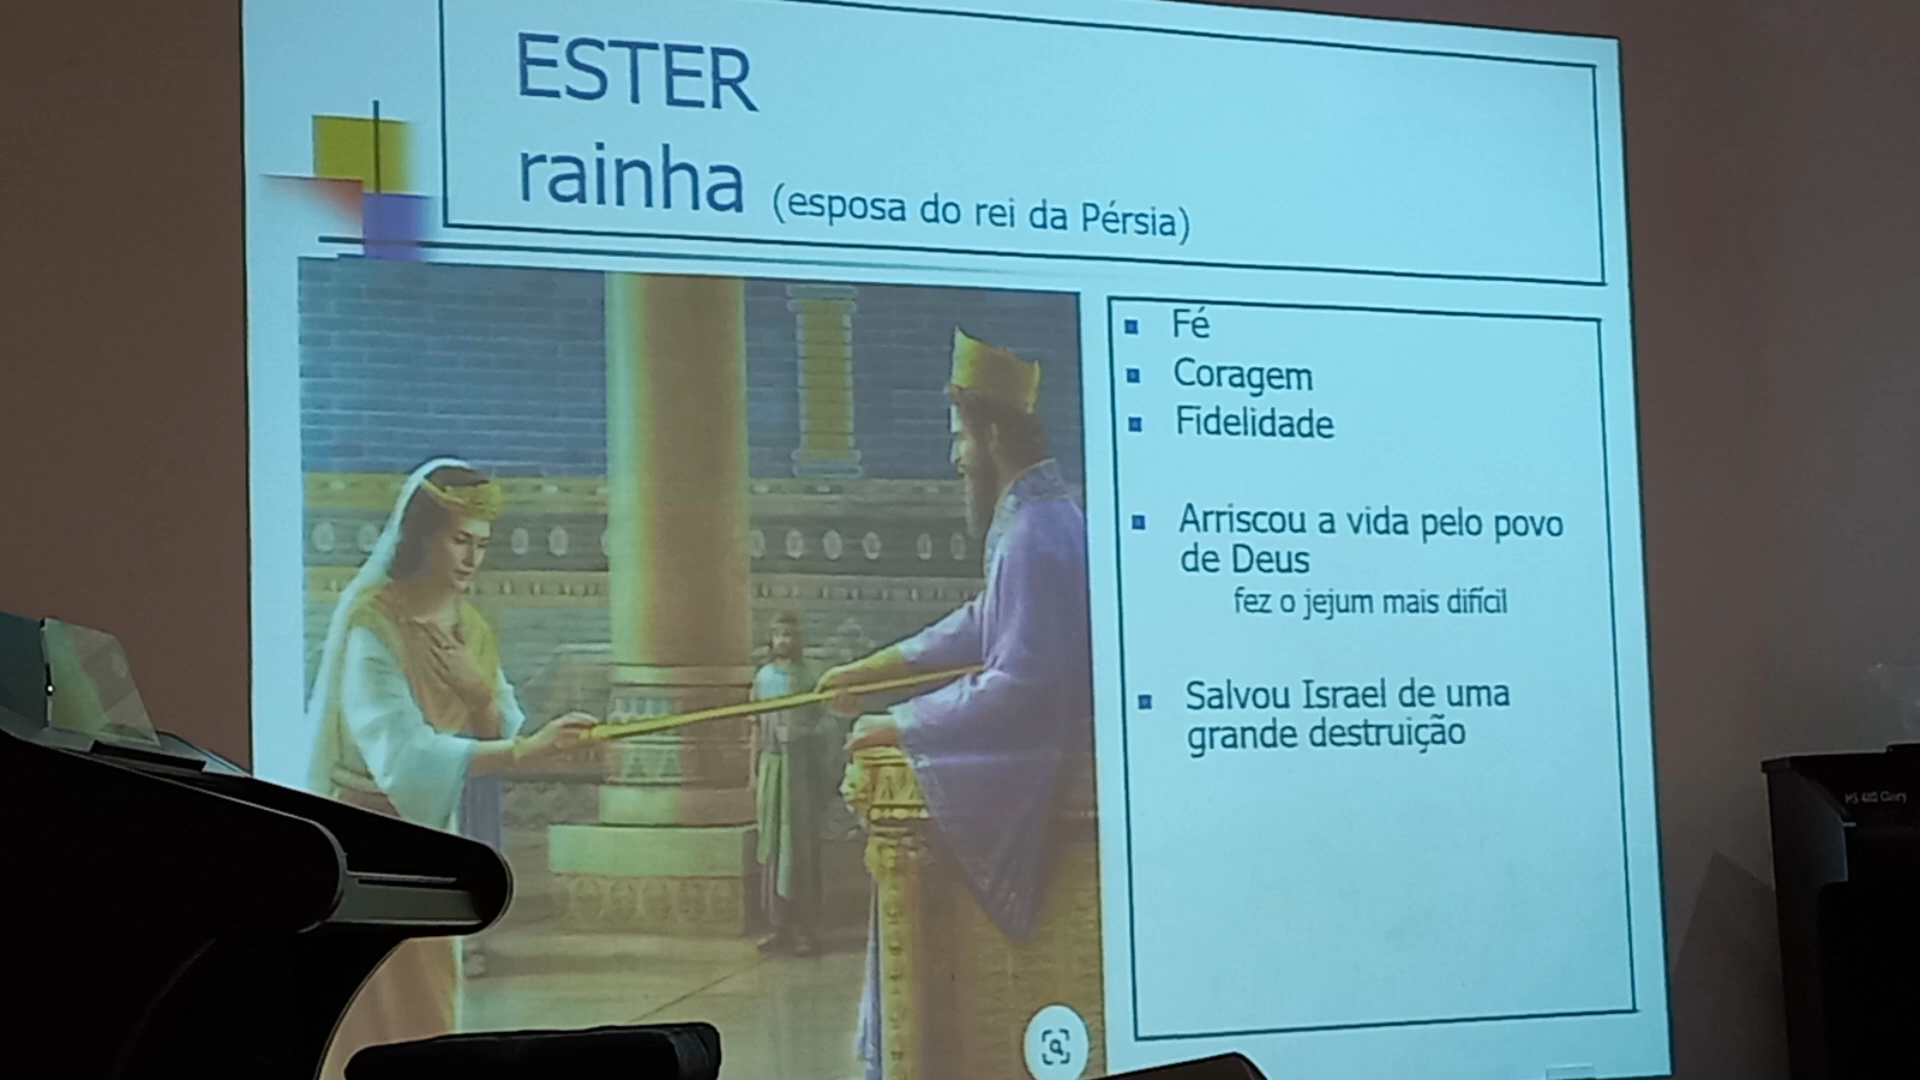 ESTER
rainha (esposa do rei da Pérsia)
Fé
Coragem
Fidelidade
Arriscou a vida pelo povo
de Deus
fez o jejum mais difícil
Salvou Israel de uma
grande destruição